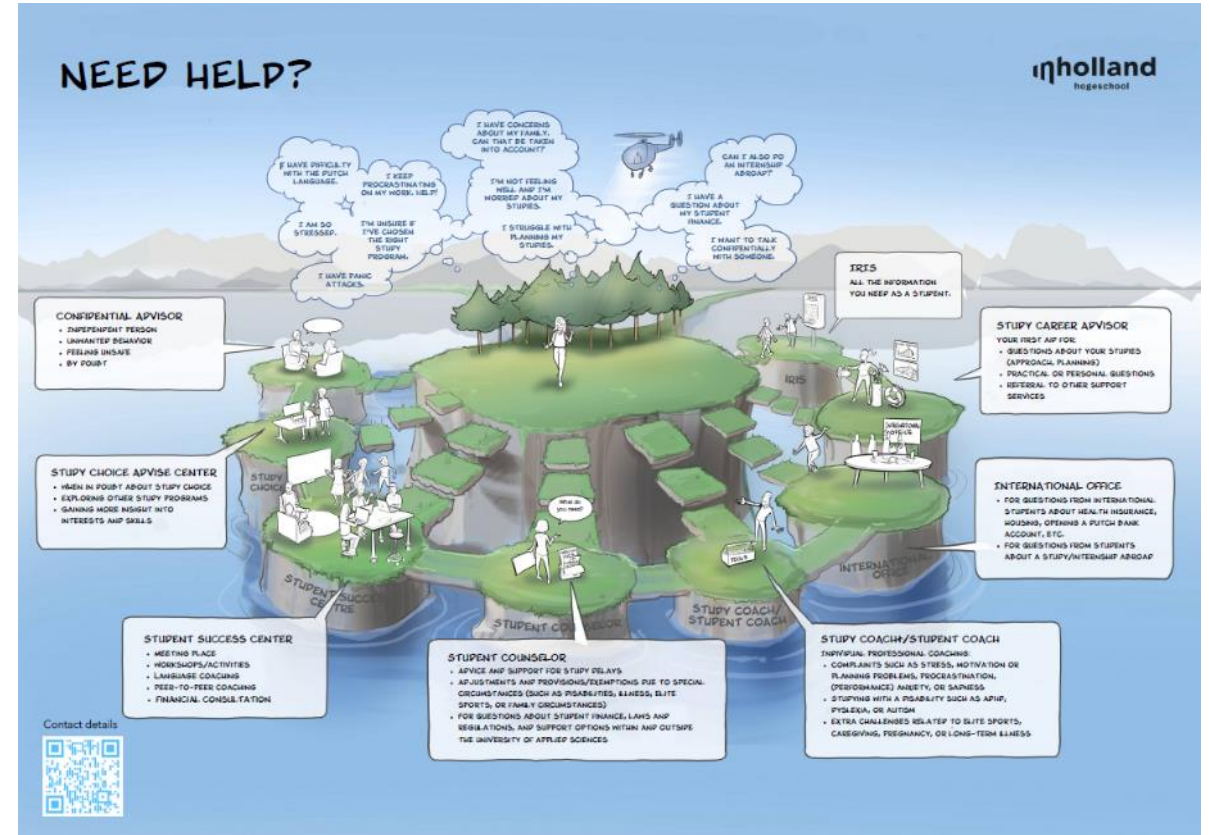 NEED HELP?
inholland
hogeschool
I HAVE CONCERNS
ABOUT MY FAMILY.
CAN THAT BE TAKEN
INTO ACCOUNT?
I HAVE DIFFICULTY
WITH THE DUTCH
LANGUAGE.
I KEEP
PROCRASTINATING
ON MY WORK. HELP!
I'M NOT FEELING
WELL AND I'M
WORRIED ABOUT MY
STUDIES.
CAN I ALSO DO
AN INTERNSHIP
ABROAD?
I HAVE A
QUESTION ABOUT
MY STUDENT
FINANCE.
I AM SO
STRESSED.
I'M UNSURE IF
I'VE CHOSEN
THE RIGHT
STUDY
PROGRAM.
I STRUGGLE WITH
PLANNING MY
STUDIES.
I WANT TO TALK
CONFIDENTIALLY
WITH SOMEONE.
I HAVE PANIC
ATTACKS.
IRIS
ALL THE INFORMATION
YOU NEED AS A STUDENT.
CONFIDENTIAL ADVISOR
• INDEPENDENT PERSON
• UNWANTED BEHAVIOR
• FEELING UNSAFE
• BY DOUBT
STUDY CAREER ADVISOR
YOUR FIRST AID FOR:
• QUESTIONS ABOUT YOUR STUDIES
(APPROACH, PLANNING)
• PRACTICAL OR PERSONAL QUESTIONS
• REFERRAL TO OTHER SUPPORT
SERVICES
IRIS
STUDY CHOICE ADVISE CENTER
• WHEN IN DOUBT ABOUT STUDY CHOICE
• EXPLORING OTHER STUDY PROGRAMS
• GAINING MORE INSIGHT INTO
INTERESTS AND SKILLS
STUDY
CHOICE
INTERNATIONAL OFFICE
• FOR QUESTIONS FROM INTERNATIONAL
STUDENTS ABOUT HEALTH INSURANCE,
HOUSING, OPENING A DUTCH BANK
ACCOUNT, ETC.
• FOR QUESTIONS FROM STUDENTS
ABOUT A STUDY/INTERNSHIP ABROAD
What do
you need?
INTERNATIONAL
OFFICE
STUDENT SUCCESS
CENTRE
STUDENT COUNSELOR
STUDY COACH/
STUDENT COACH
STUDENT SUCCESS CENTER
• MEETING PLACE
• WORKSHOPS/ACTIVITIES
• LANGUAGE COACHING
• PEER-TO-PEER COACHING
• FINANCIAL CONSULTATION
STUDENT COUNSELOR
• ADVICE AND SUPPORT FOR STUDY DELAYS
• ADJUSTMENTS AND PROVISIONS/EXEMPTIONS DUE TO SPECIAL
CIRCUMSTANCES (SUCH AS DISABILITIES, ILLNESS, ELITE
SPORTS, OR FAMILY CIRCUMSTANCES)
• FOR QUESTIONS ABOUT STUDENT FINANCE, LAWS AND
REGULATIONS, AND SUPPORT OPTIONS WITHIN AND OUTSIDE
THE UNIVERSITY OF APPLIED SCIENCES
STUDY COACH/STUDENT COACH
INDIVIDUAL PROFESSIONAL COACHING:
• COMPLAINTS SUCH AS STRESS, MOTIVATION OR
PLANNING PROBLEMS, PROCRASTINATION,
(PERFORMANCE) ANXIETY, OR SADNESS
• STUDYING WITH A DISABILITY SUCH AS ADHD,
DYSLEXIA, OR AUTISM
• EXTRA CHALLENGES RELATED TO ELITE SPORTS,
CAREGIVING, PREGNANCY, OR LONG-TERM ILLNESS
Contact details